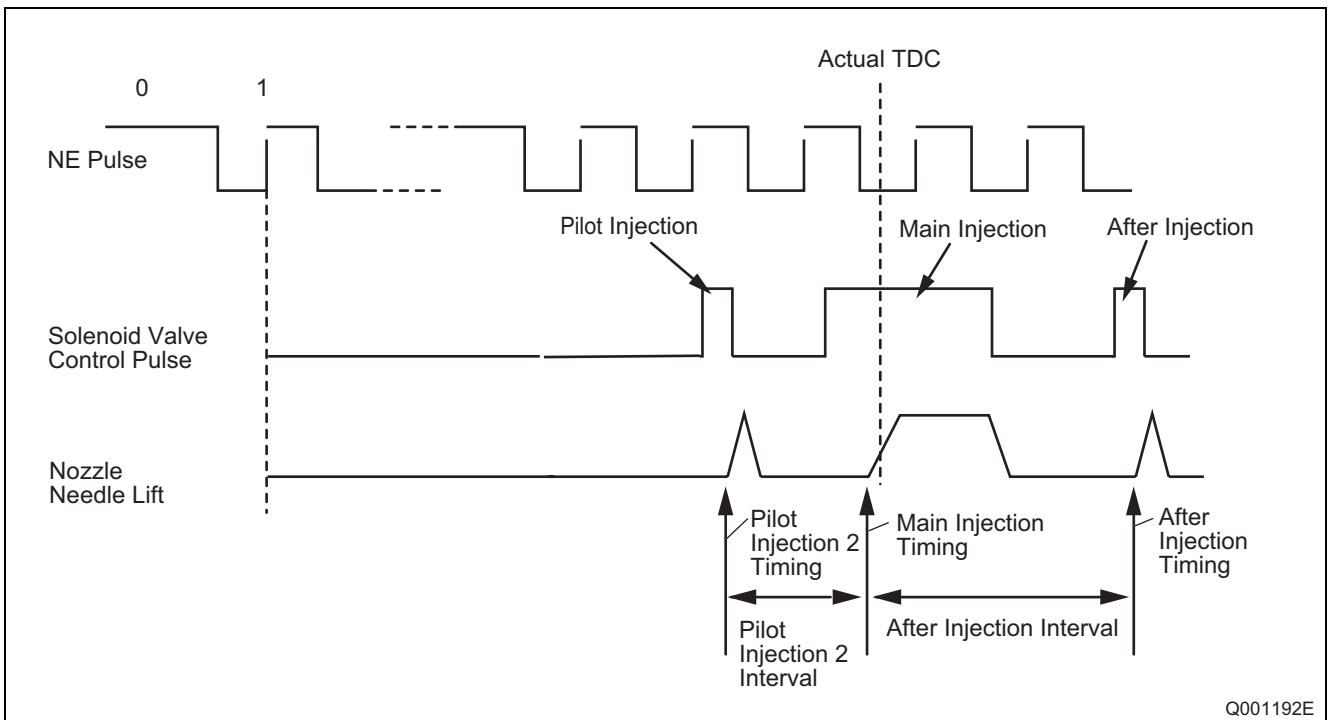 Actual TDC
0 1
NE Pulse
Pilot Injection
Main Injection
After Injection
Solenoid Valve
Control Pulse
Nozzle
Needle Lift
Pilot
Injection 2
Timing
Main Injection
Timing
After
Injection
Timing
Pilot
Injection 2
Interval
After Injection Interval
Q001192E